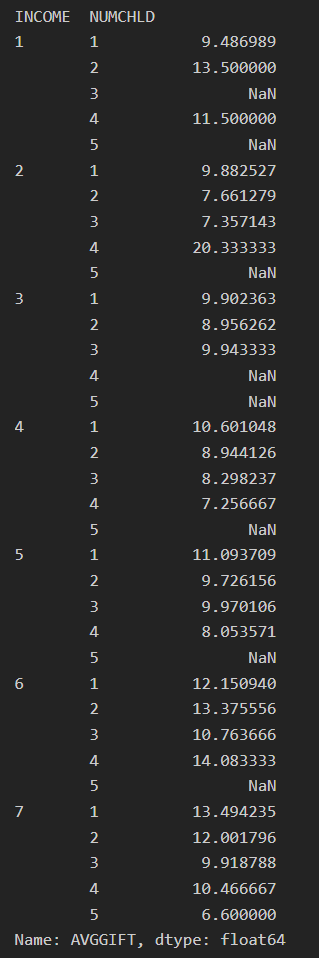 INCOME  NUMCHLD
1       1           9.486989
        2          13.500000
        3                NaN
        4          11.500000
        5                NaN
2       1           9.882527
        2           7.661279
        3           7.357143
        4          20.333333
        5                NaN
3       1           9.902363
        2           8.956262
        3           9.943333
        4                NaN
        5                NaN
4       1          10.601048
        2           8.944126
        3           8.298237
        4           7.256667
        5                NaN
5       1          11.093709
        2           9.726156
        3           9.970106
        4           8.053571
        5                NaN
6       1          12.150940
        2          13.375556
        3          10.763666
        4          14.083333
        5                NaN
7       1          13.494235
        2          12.001796
        3           9.918788
        4          10.466667
        5           6.600000
Name: AVGGIFT, dtype: float64